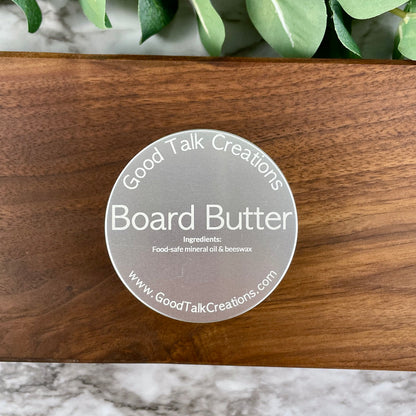 Good Talk Creations
Board Butter
Ingredients:
Food-safe mineral oil & beeswax
www.GoodTalkCreations.com